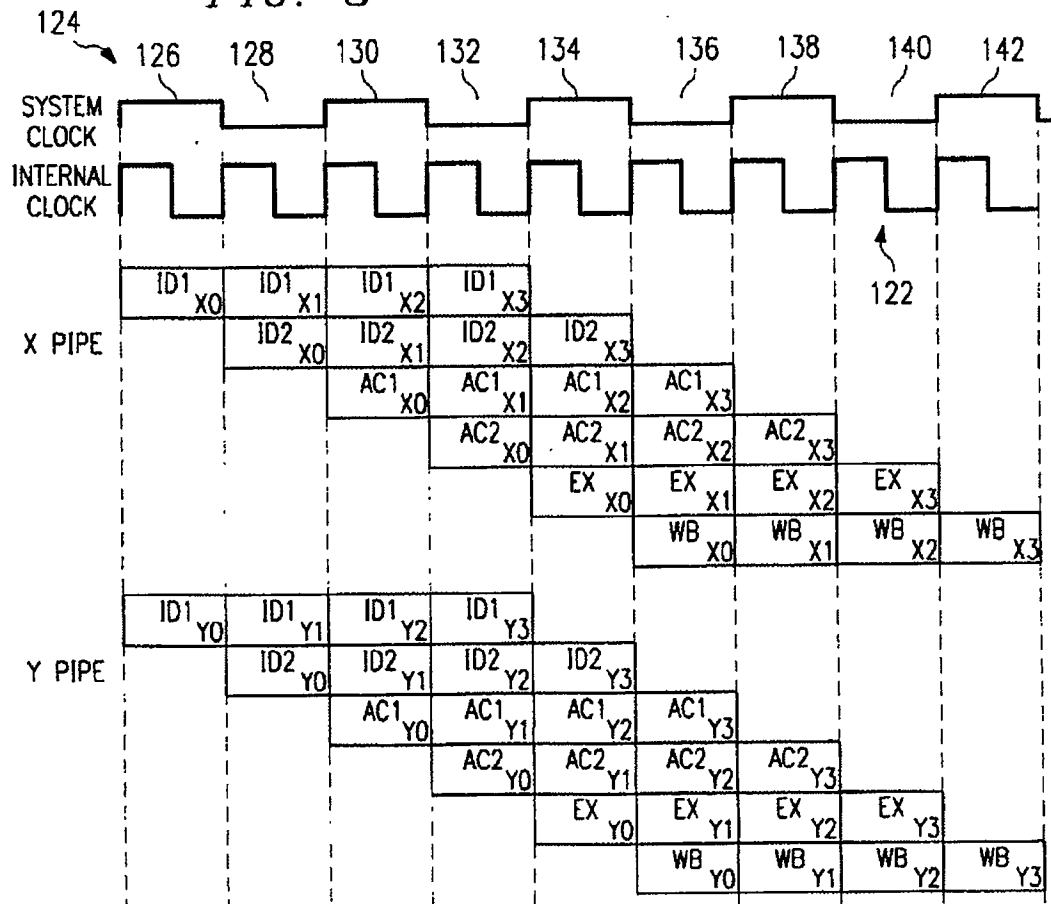 124
126 128 130 132 134 136 138 140 142
SYSTEM
CLOCK
INTERNAL
CLOCK
122
X PIPE
ID1 X0 ID1 X1 ID1 X2 ID1 X3
ID2 X0 ID2 X1 ID2 X2 ID2 X3
AC1 X0 AC1 X1 AC1 X2 AC1 X3
AC2 X0 AC2 X1 AC2 X2 AC2 X3
EX X0 EX X1 EX X2 EX X3
WB X0 WB X1 WB X2 WB X3
Y PIPE
ID1 Y0 ID1 Y1 ID1 Y2 ID1 Y3
ID2 Y0 ID2 Y1 ID2 Y2 ID2 Y3
AC1 Y0 AC1 Y1 AC1 Y2 AC1 Y3
AC2 Y0 AC2 Y1 AC2 Y2 AC2 Y3
EX Y0 EX Y1 EX Y2 EX Y3
WB Y0 WB Y1 WB Y2 WB Y3